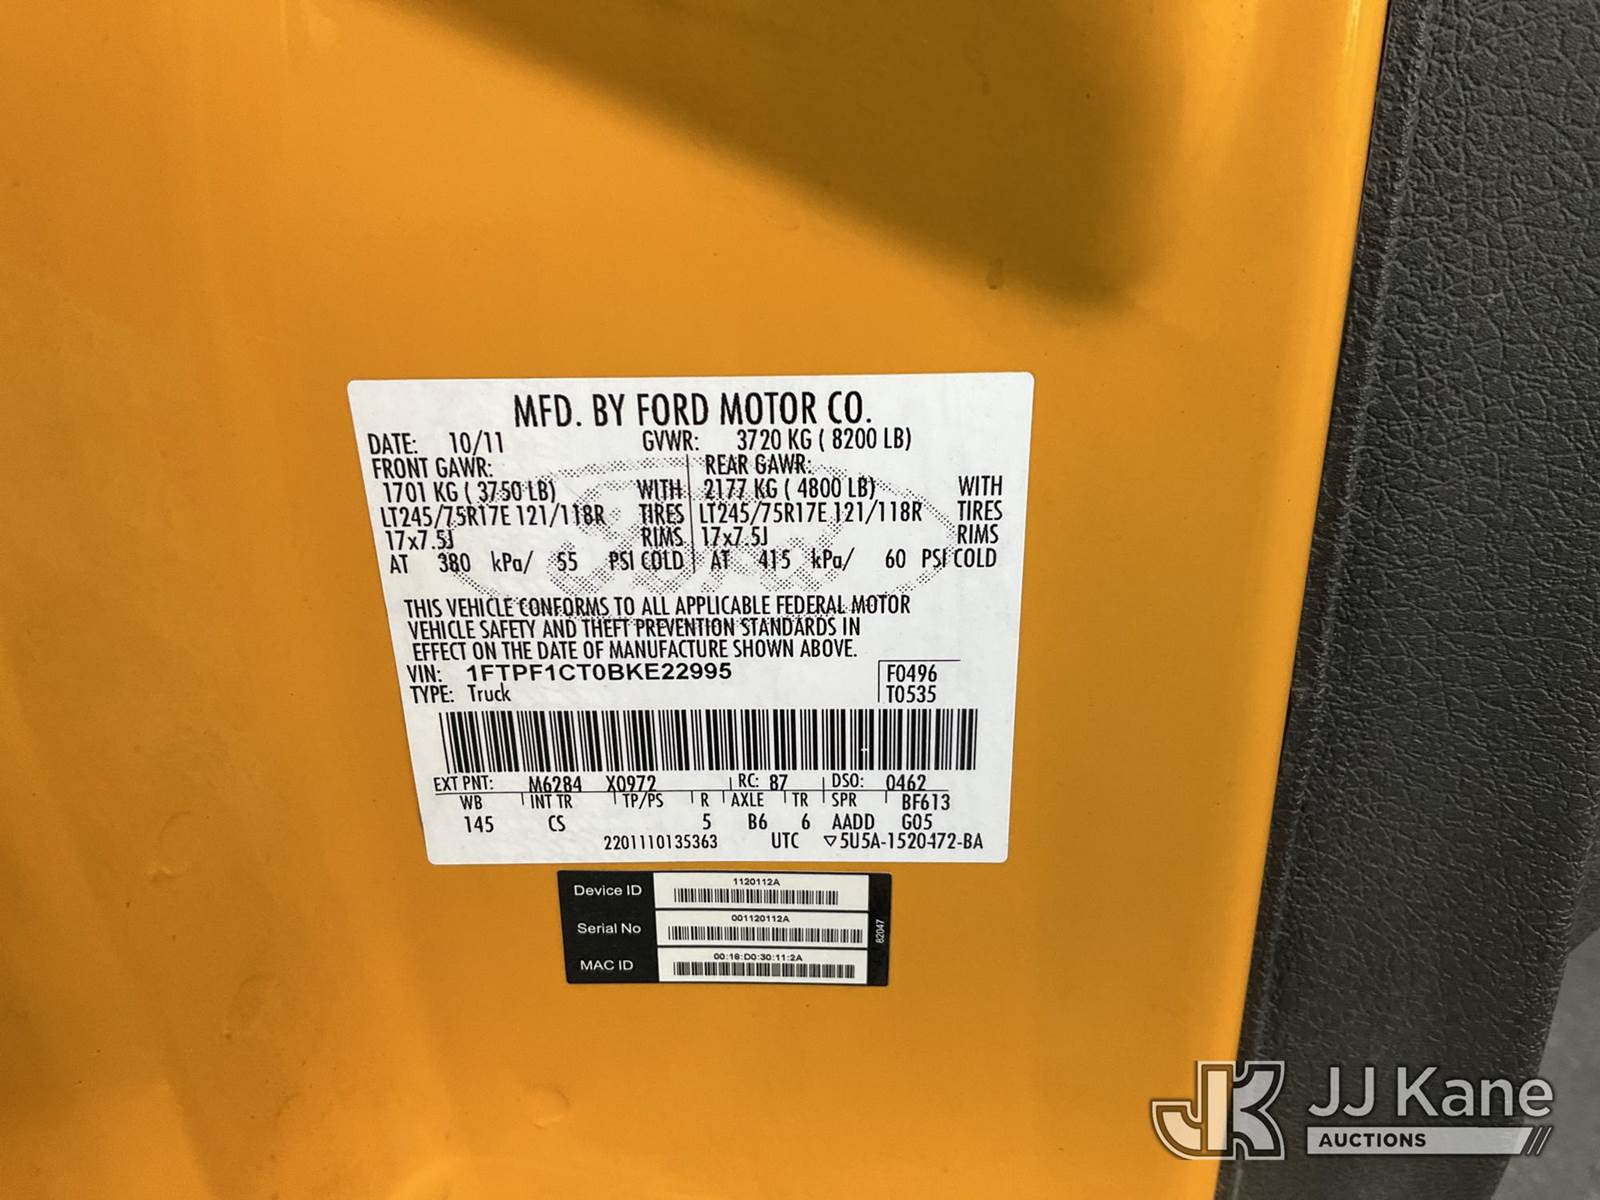 MFD. BY FORD MOTOR CO.
DATE: 10/11 GVWR: 3720 KG ( 8200 LB)
FRONT GAWR: REAR GAWR:
1701 KG ( 3750 LB) WITH 2177 KG ( 4800 LB) WITH
LT245/75R17E 121/118R TIRES LT245/75R17E 121/118R TIRES
17x7.5J RIMS 17x7.5J RIMS
AT 380 kPa/ 55 PSI COLD AT 415 kPa/ 60 PSI COLD
THIS VEHICLE CONFORMS TO ALL APPLICABLE FEDERAL MOTOR
VEHICLE SAFETY AND THEFT PREVENTION STANDARDS IN
EFFECT ON THE DATE OF MANUFACTURE SHOWN ABOVE.
VIN: 1FTPF1CT0BKE22995 F0496
TYPE: Truck T0535
EXT PNT: M6284 X0972 RC: 87 DSO: 0462
WB INT TR TP/PS R AXLE TR SPR BF613
145 CS 5 B6 6 AADD G05
2201110135363 UTC ▽5U5A-1520472-BA
Device ID 1120112A
Serial No 001120112A
MAC ID 00:18:D0:30:11:2A
82047
JK JJ Kane
AUCTIONS